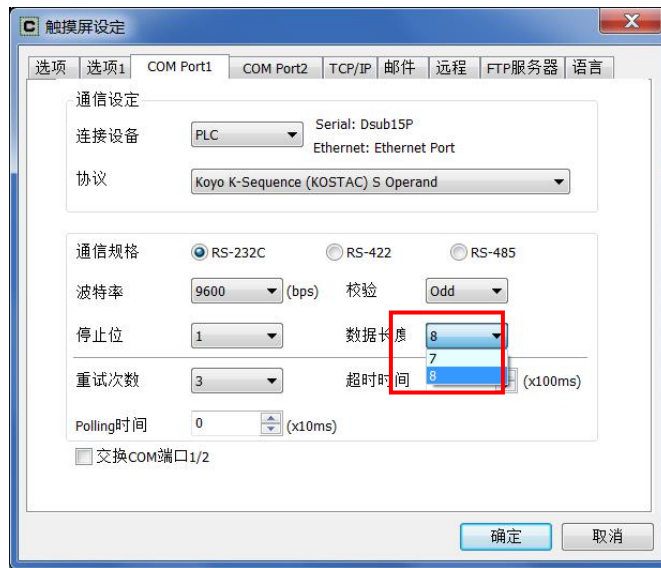 C 触摸屏设定
选项 选项1 COM Port1 COM Port2 TCP/IP 邮件 远程 FTP服务器 语言
通信设定
连接设备 PLC Serial: Dsub15P
Ethernet: Ethernet Port
协议 Koyo K-Sequence (KOSTAC) S Operand
通信规格 RS-232C RS-422 RS-485
波特率 9600 (bps) 校验 Odd
停止位 1 数据长度 8
7
重试次数 3 超时时间 8 (x100ms)
Polling时间 0 (x10ms)
交换COM端口1/2
确定 取消